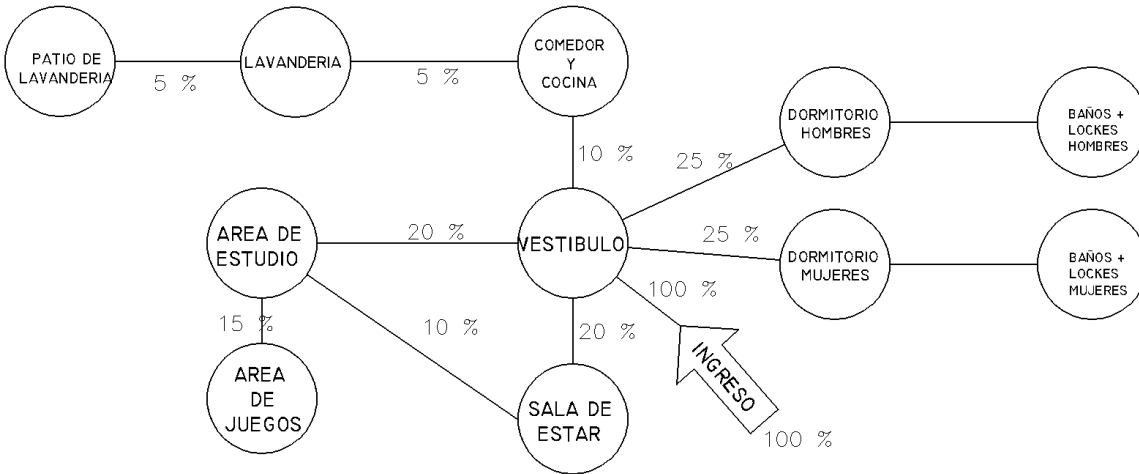 PATIO DE
LAVANDERIA
5 %
LAVANDERIA
5 %
COMEDOR
Y
COCINA
10 %
DORMITORIO
HOMBRES
25 %
BAÑOS +
LOCKES
HOMBRES
AREA DE
ESTUDIO
20 %
VESTIBULO
25 %
DORMITORIO
MUJERES
BAÑOS +
LOCKES
MUJERES
100 %
15 %
10 %
20 %
INGRESO
AREA
DE
JUEGOS
SALA DE
ESTAR
100 %